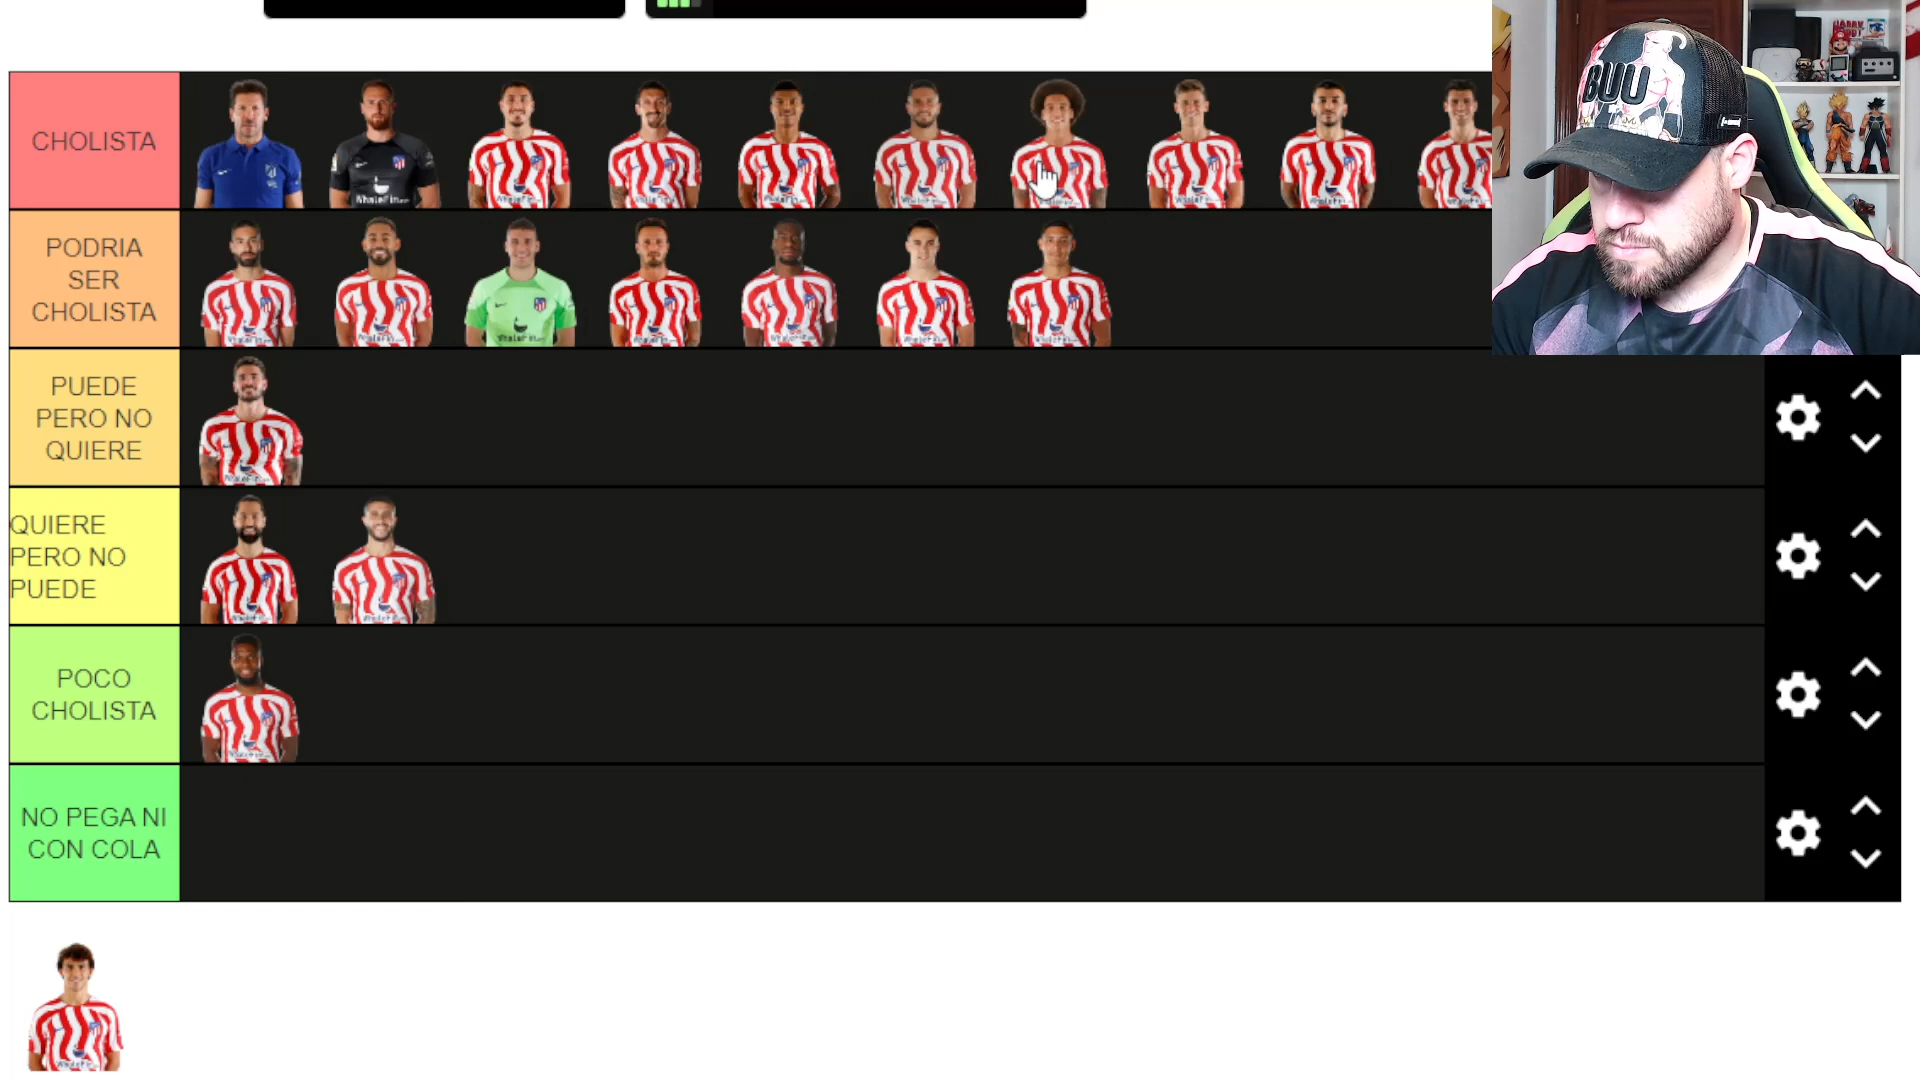 BUU
CHOLISTA
PODRIA
SER
CHOLISTA
PUEDE
PERO NO
QUIERE
QUIERE
PERO NO
PUEDE
POCO
CHOLISTA
NO PEGA NI
CON COLA